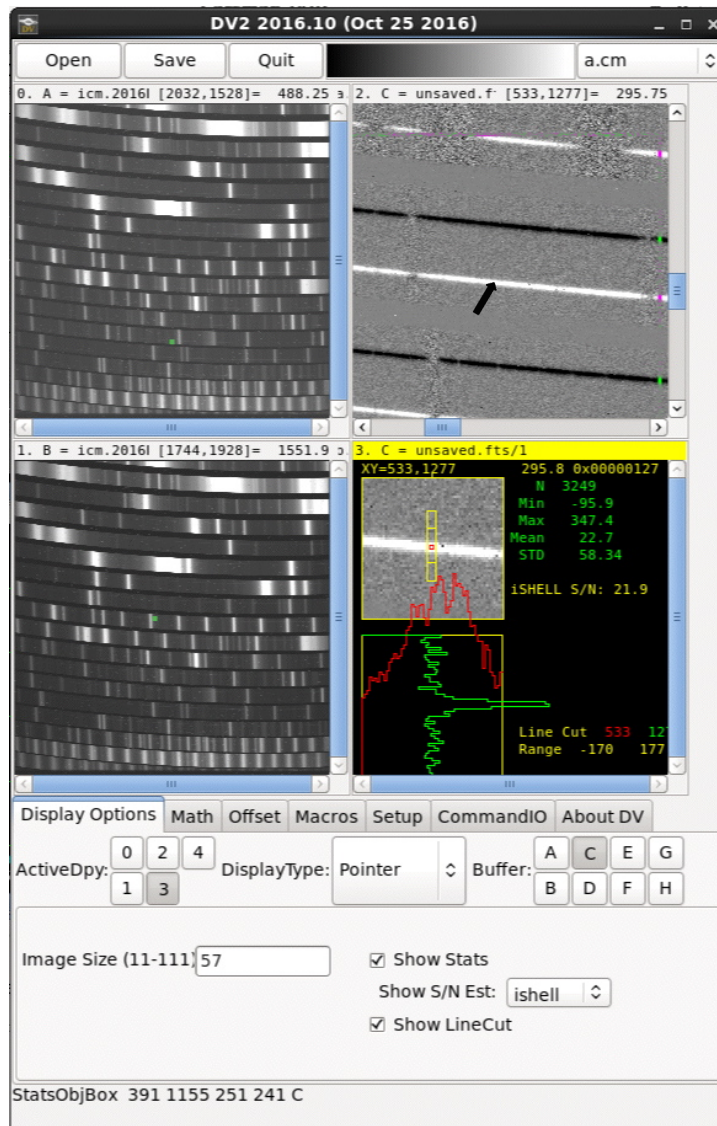 DV2 2016.10 (Oct 25 2016)
Open Save Quit a.cm
0. A = icm.2016 [2032,1528]= 488.25 a.
2. C = unsaved.f [533,1277]= 295.75
1. B = icm.2016 [1744,1928]= 1551.9
3. C = unsaved.fts/1
XY=533,1277 295.8 0x00000127
N 3249
Min -95.9
Max 347.4
Mean 22.7
STD 58.34
iSHELL S/N: 21.9
Line Cut 533 12
Range -170 177
Display Options Math Offset Macros Setup CommandIO About DV
ActiveDpy: 0 2 4 1 3 DisplayType: Pointer Buffer: A C E G B D F H
Image Size (11-111) 57
Show Stats
Show S/N Est: ishell
Show LineCut
StatsObjBox 391 1155 251 241 C